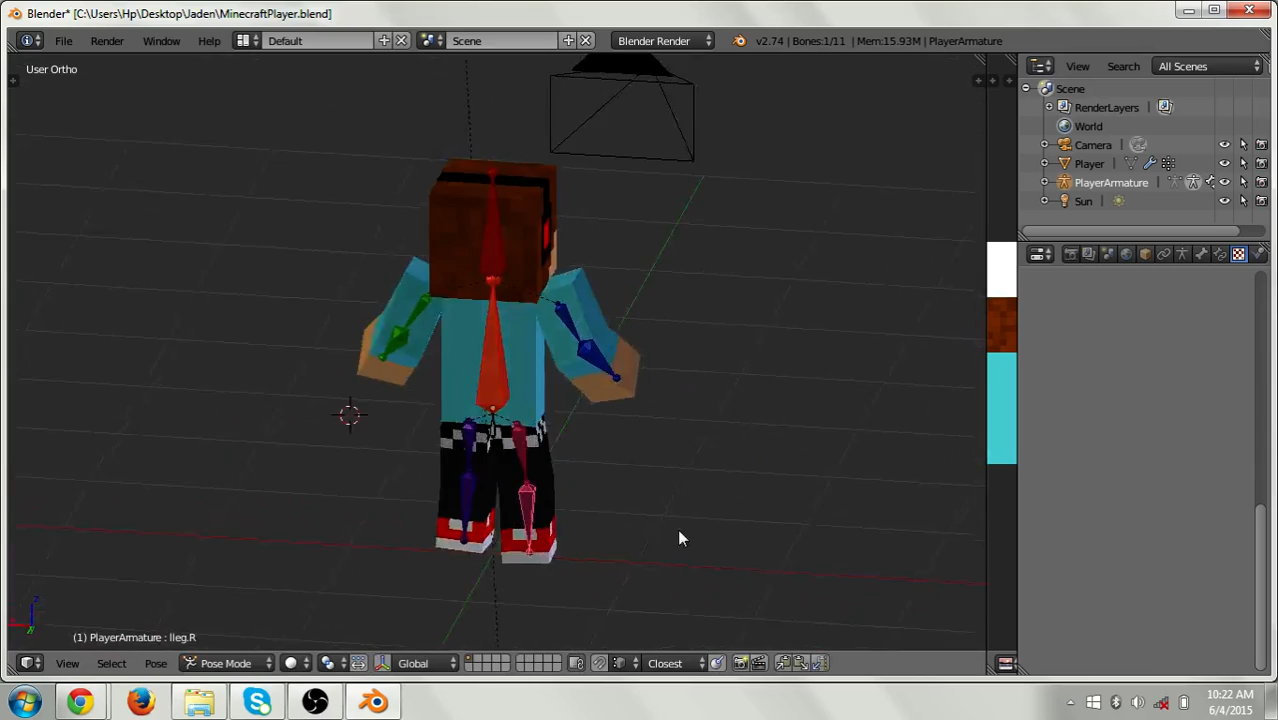 Blender* [C:\Users\Hp\Desktop\Jaden\MinecraftPlayer.blend]
File Render Window Help Default Scene Blender Render v2.74 | Bones:1/11 | Mem:15.93M | PlayerArmature
User Ortho
View Search All Scenes
Scene
RenderLayers
World
Camera
Player
PlayerArmature
Sun
(1) PlayerArmature : lleg.R
View Select Pose Pose Mode Global Closest
10:22 AM
6/4/2015